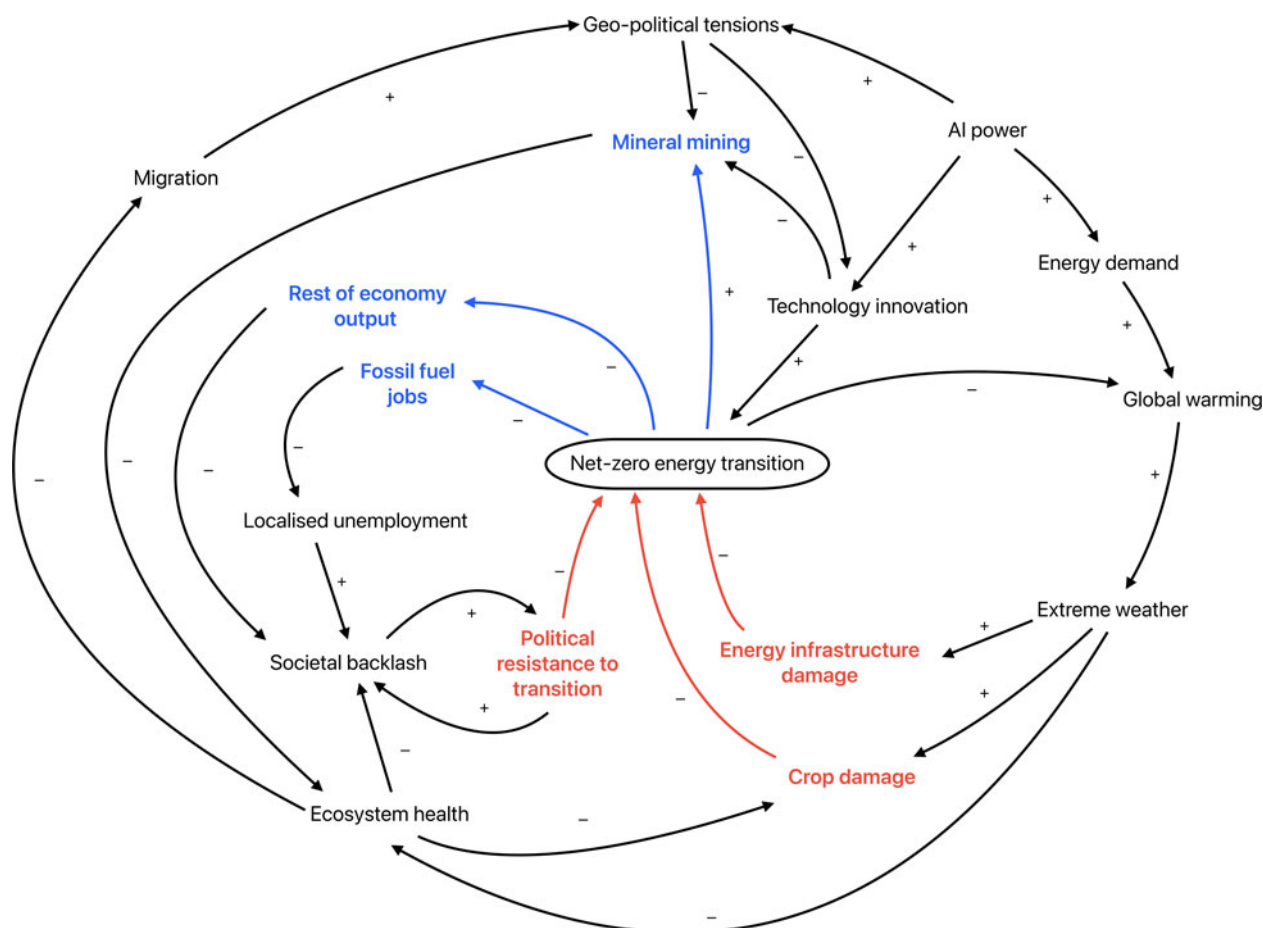 Geo-political tensions
+
+
–
AI power
Mineral mining
–
Migration
–
+
–
+
Energy demand
Rest of economy
output
+
Technology innovation
+
–
Fossil fuel
jobs
+
–
Global warming
–
–
Net-zero energy transition
–
–
–
+
Localised unemployment
–
–
+
+
Extreme weather
+
Societal backlash
Political
resistance to
transition
Energy infrastructure
damage
–
+
+
–
Crop damage
Ecosystem health
–
–